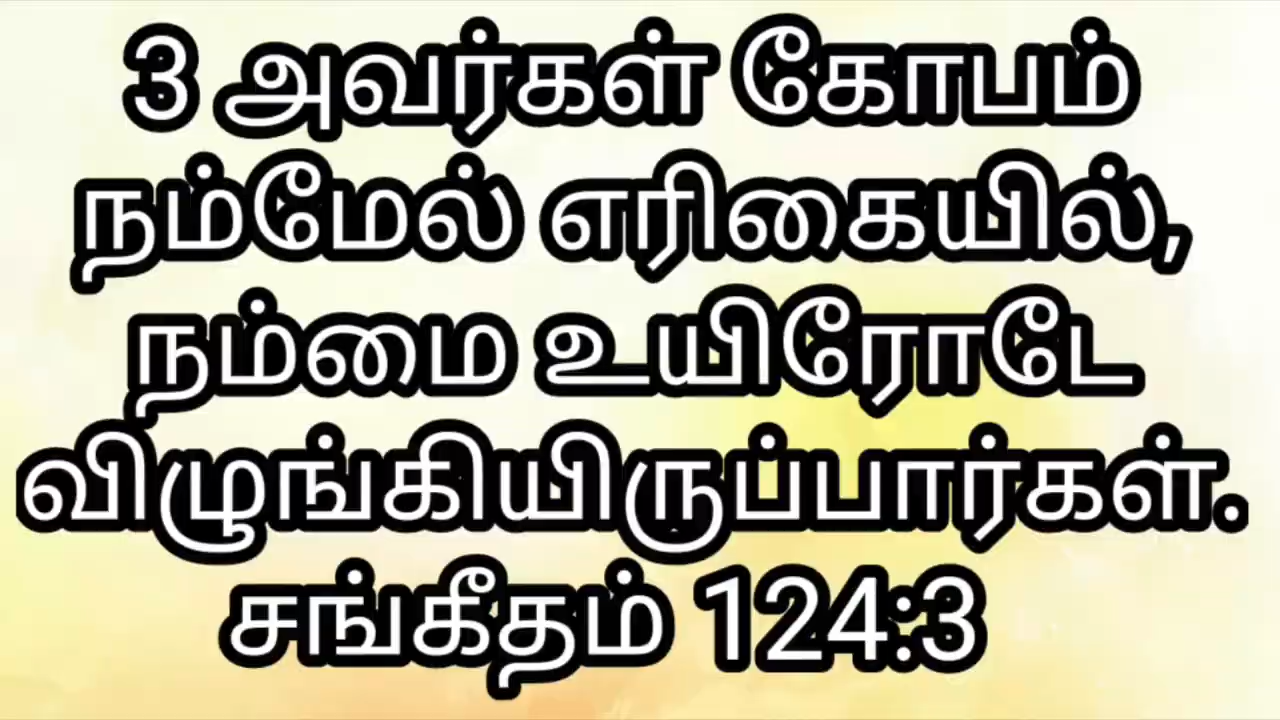 3 அவர்கள் கோபம்
நம்மேல் எரிகையில்,
நம்மை உயிரோடே
விழுங்கியிருப்பார்கள்.
சங்கீதம் 124:3